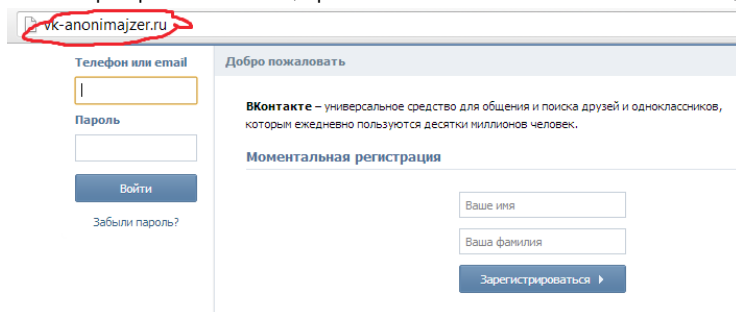 vk-anonimajzer.ru
Телефон или email
Пароль
Войти
Забыли пароль?
Добро пожаловать
ВКонтакте – универсальное средство для общения и поиска друзей и одноклассников,
которым ежедневно пользуются десятки миллионов человек.
Моментальная регистрация
Ваше имя
Ваша фамилия
Зарегистрироваться